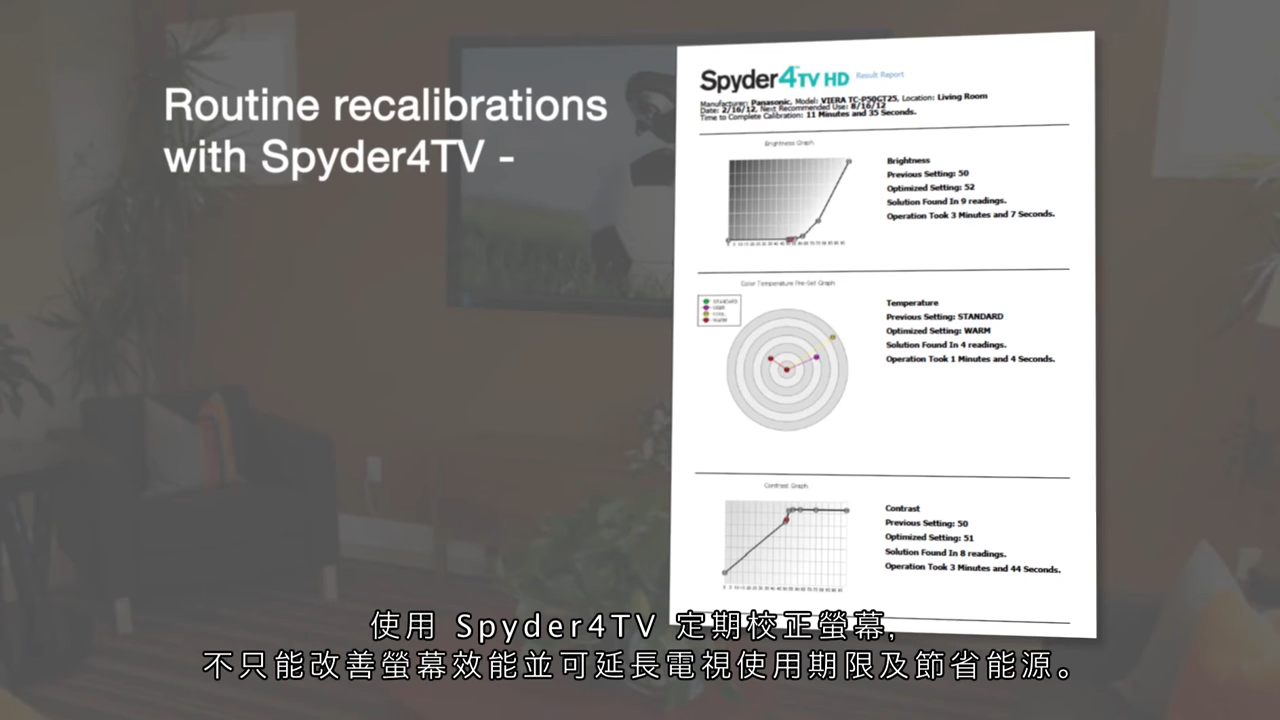 Routine recalibrations
with Spyder4TV -
Spyder4TV HD Result Report
Manufacturer: Panasonic, Model: VIERA TC-P50GT25, Location: Living Room
Date: 2/16/12, Next Recommended Use: 8/16/12
Time to Complete Calibration: 11 Minutes and 35 Seconds.
Brightness Graph
Brightness
Previous Setting: 50
Optimized Setting: 52
Solution Found In 9 readings.
Operation Took 3 Minutes and 7 Seconds.
Color Temperature Pre-Set Graph
STANDARD
USER
COOL
WARM
Temperature
Previous Setting: STANDARD
Optimized Setting: WARM
Solution Found In 4 readings.
Operation Took 1 Minutes and 4 Seconds.
Contrast Graph
Contrast
Previous Setting: 50
Optimized Setting: 51
Solution Found In 8 readings.
Operation Took 3 Minutes and 44 Seconds.
使用 Spyder4TV 定期校正螢幕,
不只能改善螢幕效能並可延長電視使用期限及節省能源。